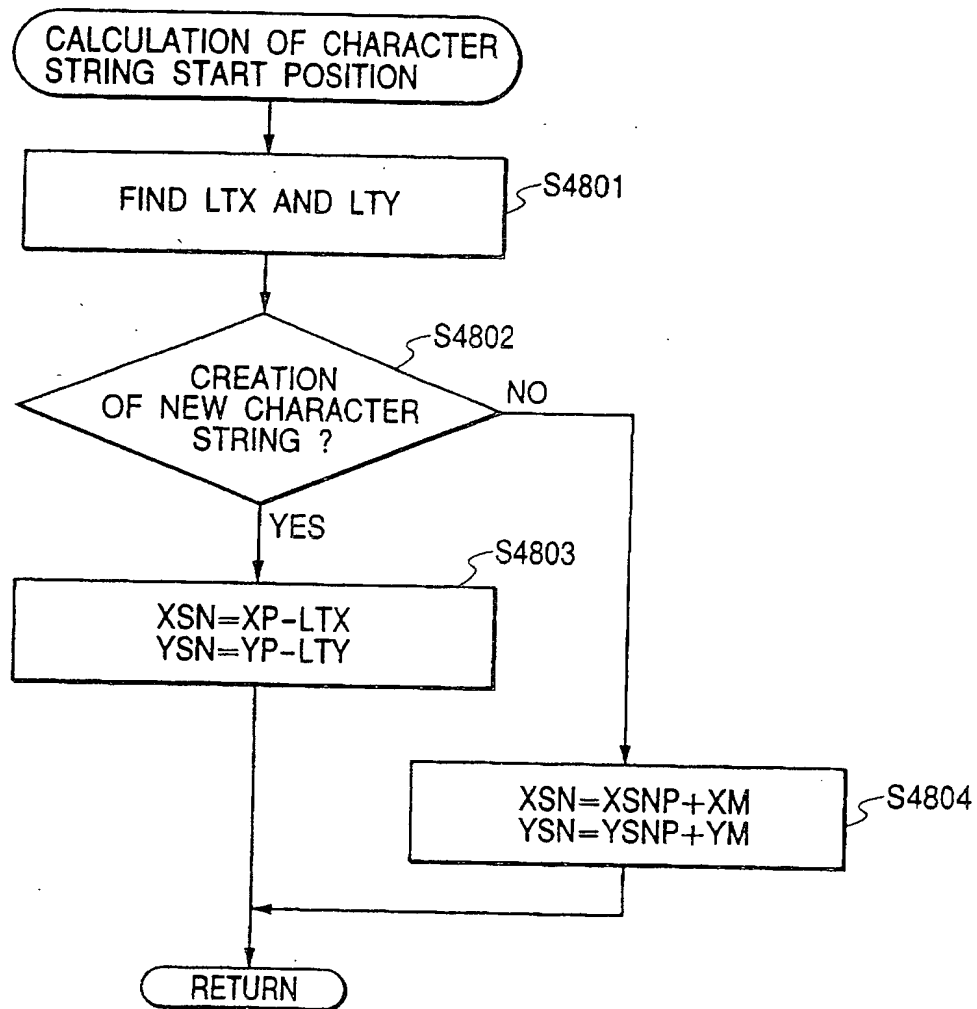 CALCULATION OF CHARACTER
STRING START POSITION
FIND LTX AND LTY
S4801
S4802
CREATION
OF NEW CHARACTER
STRING ?
NO
YES
S4803
XSN=XP-LTX
YSN=YP-LTY
XSN=XSNP+XM
YSN=YSNP+YM
S4804
RETURN